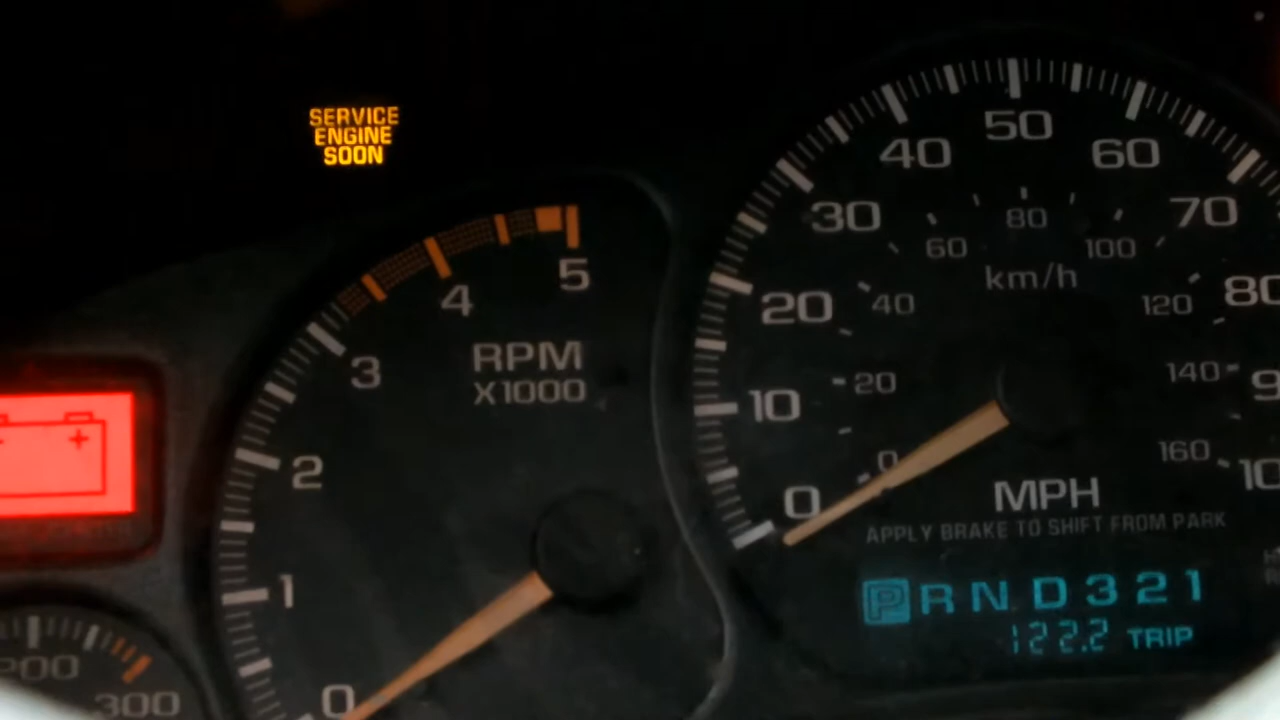 SERVICE
ENGINE
SOON
5
4
3
2
1
0
RPM
X1000
200
300
50
40
60
30
70
20
80
10
0
80
60
100
km/h
40
120
20
140
0
160
MPH
APPLY BRAKE TO SHIFT FROM PARK
P R N D 3 2 1
122.2 TRIP